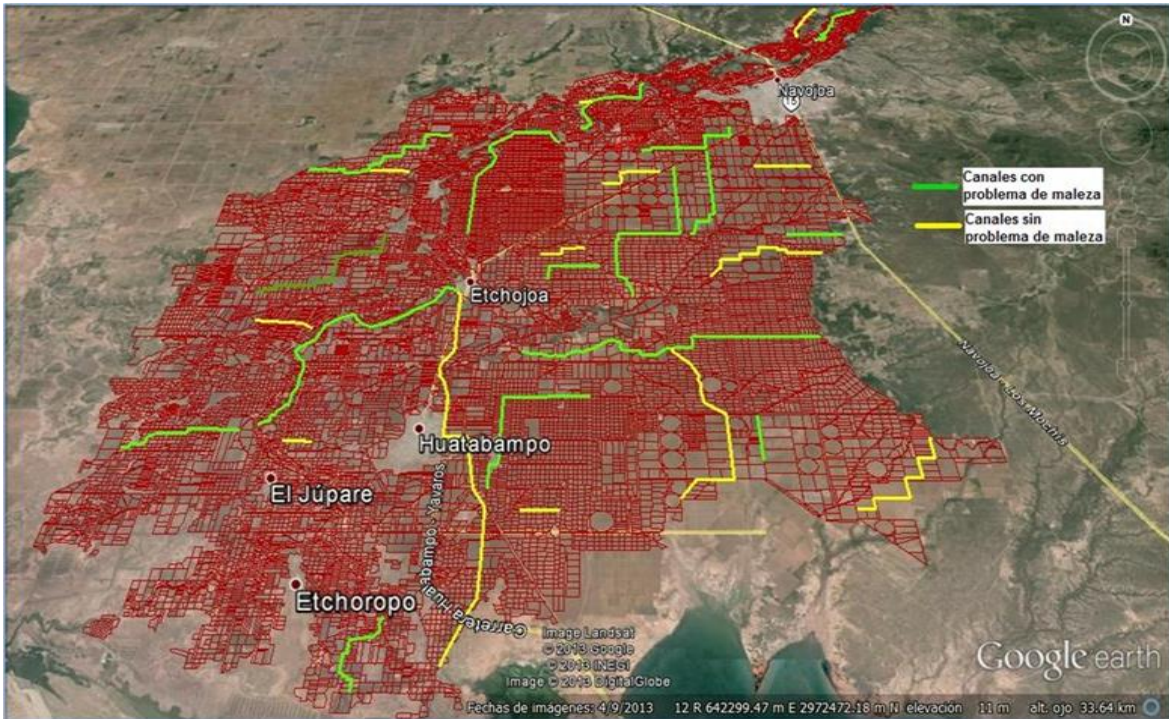 N
Navojoa
15
Canales con
problema de maleza
Canales sin
problema de maleza
Etchojoa
Navojoa - Los Mochis
Huatabampo
El Júpare
Etchoropo
Carretera Huatabampo - Yavaros
Image Landsat
© 2013 Google
© 2013 INEGI
Image © 2013 DigitalGlobe
Google earth
Fechas de imágenes: 4/9/2013 12 R 642299.47 m E 2972472.18 m N elevación 11 m alt. ojo 33.64 km